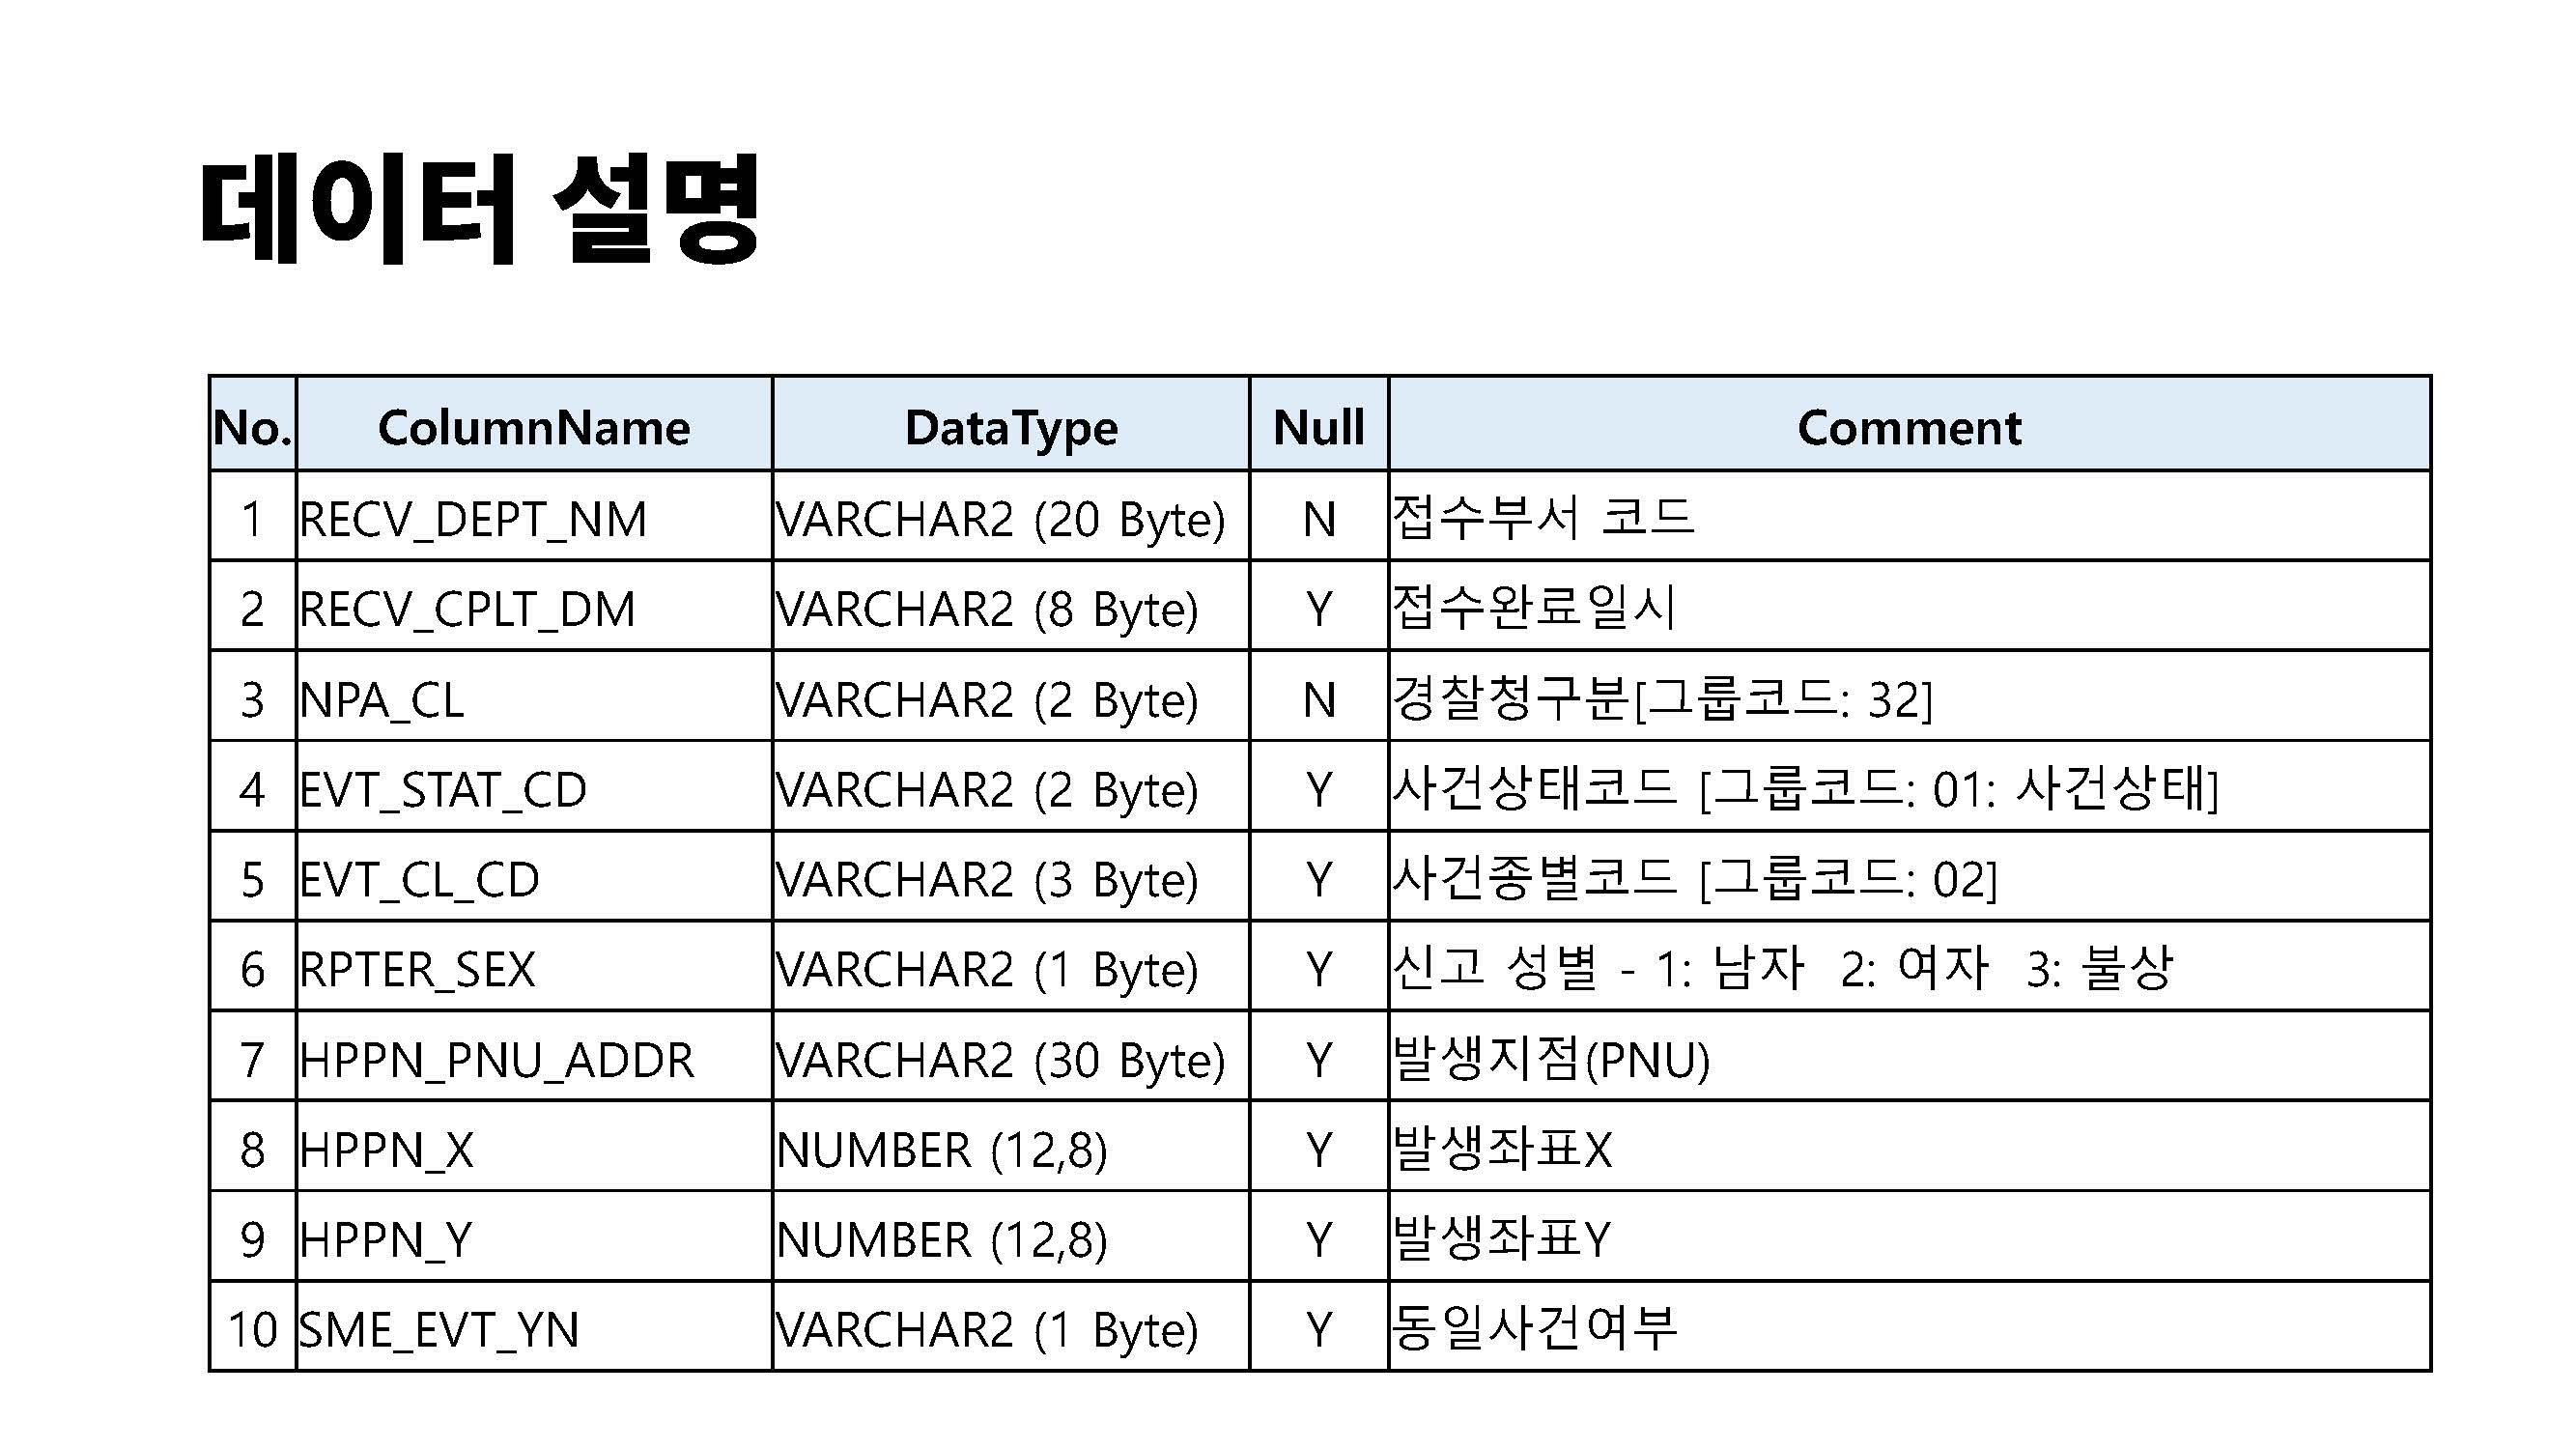 데이터 설명
No. ColumnName DataType Null Comment
1 RECV_DEPT_NM VARCHAR2 (20 Byte) N 접수부서 코드
2 RECV_CPLT_DM VARCHAR2 (8 Byte) Y 접수완료일시
3 NPA_CL VARCHAR2 (2 Byte) N 경찰청구분[그룹코드: 32]
4 EVT_STAT_CD VARCHAR2 (2 Byte) Y 사건상태코드 [그룹코드: 01: 사건상태]
5 EVT_CL_CD VARCHAR2 (3 Byte) Y 사건종별코드 [그룹코드: 02]
6 RPTER_SEX VARCHAR2 (1 Byte) Y 신고 성별 - 1: 남자 2: 여자 3: 불상
7 HPPN_PNU_ADDR VARCHAR2 (30 Byte) Y 발생지점(PNU)
8 HPPN_X NUMBER (12,8) Y 발생좌표X
9 HPPN_Y NUMBER (12,8) Y 발생좌표Y
10 SME_EVT_YN VARCHAR2 (1 Byte) Y 동일사건여부